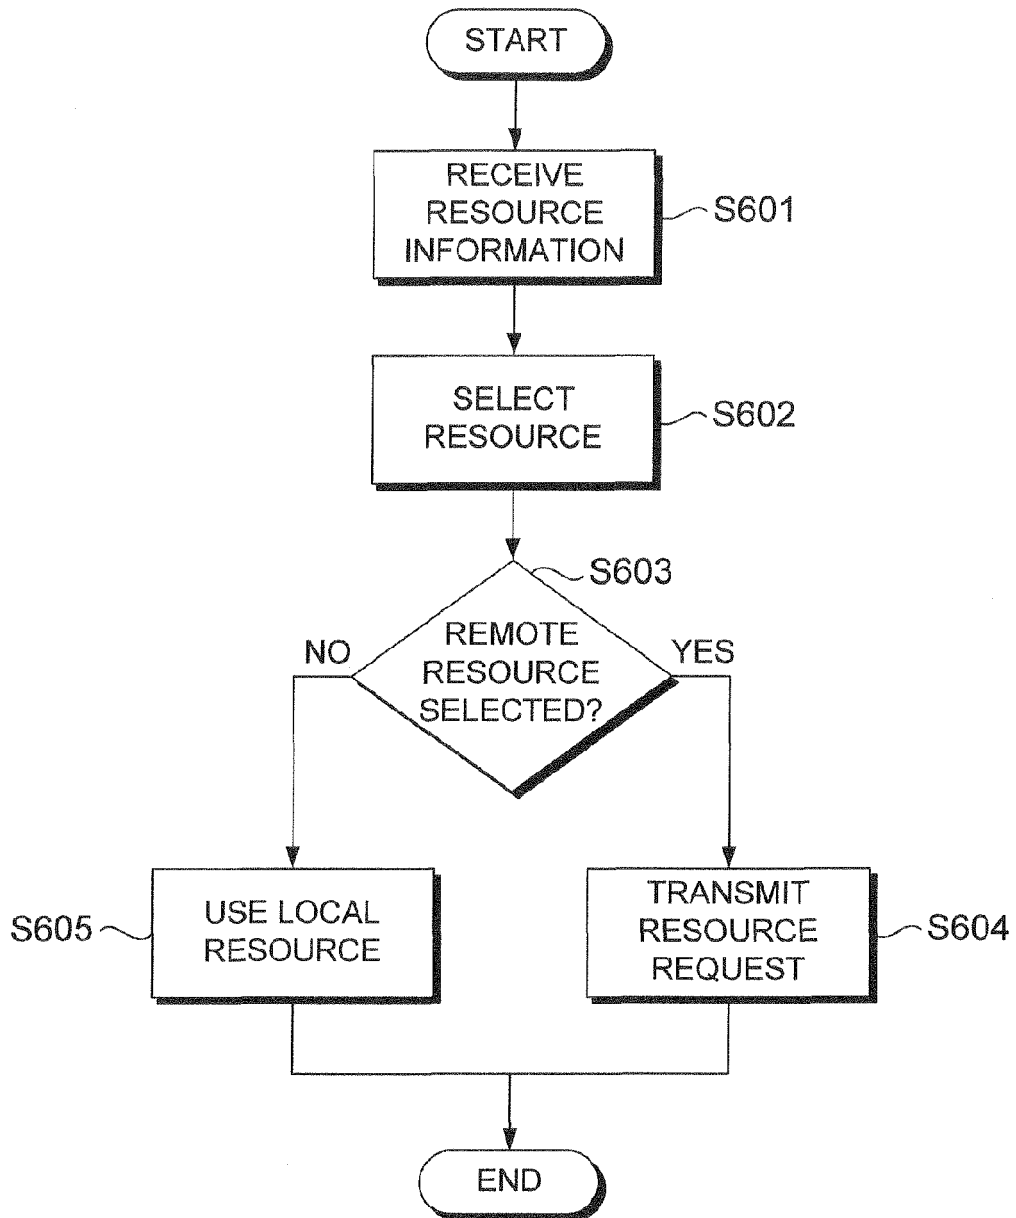 START
RECEIVE
RESOURCE
INFORMATION
S601
SELECT
RESOURCE
S602
S603
REMOTE
RESOURCE
SELECTED?
NO
YES
S605
USE LOCAL
RESOURCE
TRANSMIT
RESOURCE
REQUEST
S604
END